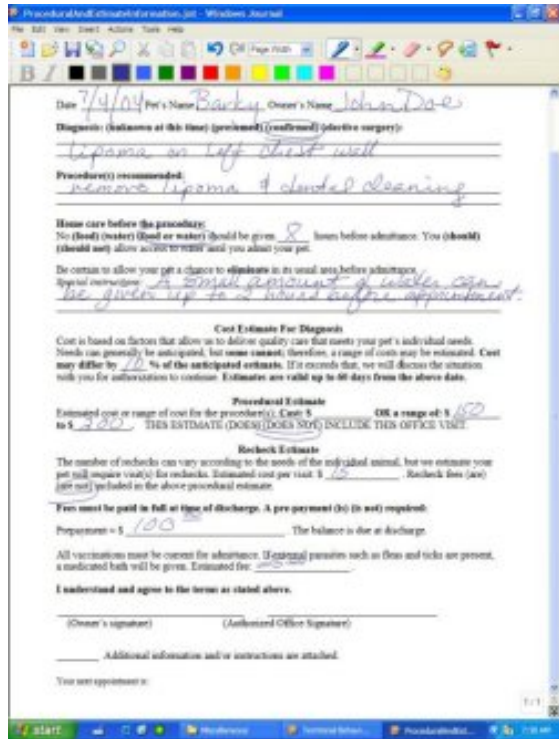 ProceduralAndEstimateInformation.jnt - Windows Journal
File Edit View Insert Actions Tools Help
Page Width
Date 7/4/04 Pet's Name Barky Owner's Name John Doe
Diagnosis: (unknown at this time) (presumed) (confirmed) (elective surgery):
Lipoma on left chest wall
Procedure(s) recommended:
remove lipoma & dental cleaning
Home care before the procedure:
No (food) (water) (food or water) should be given 8 hours before admittance. You (should)
(should not) allow access to water until you admit your pet.
Be certain to allow your pet a chance to eliminate in its usual area before admittance.
Special instructions: A small amount of water can
be given up to 2 hours before appointment.
Cost Estimate For Diagnosis
Cost is based on factors that allow us to deliver quality care that meets your pet's individual needs.
Needs can generally be anticipated, but some cannot; therefore, a range of costs may be estimated. Cost
may differ by 10 % of the anticipated estimate. If it exceeds that, we will discuss the situation
with you for authorization to continue. Estimates are valid up to 60 days from the above date.
Procedural Estimate
Estimated cost or range of cost for the procedure(s). Cost: $ OR a range of: $ 150
to $ 200 THIS ESTIMATE (DOES) (DOES NOT) INCLUDE THIS OFFICE VISIT.
Recheck Estimate
The number of rechecks can vary according to the needs of the individual animal, but we estimate your
pet will require visit(s) for rechecks. Estimated cost per visit: $ 15 . Recheck fees (are)
(are not) included in the above procedural estimate.
Fees must be paid in full at time of discharge. A pre-payment (is) (is not) required:
Prepayment = $ 100 The balance is due at discharge.
All vaccinations must be current for admittance. If external parasites such as fleas and ticks are present,
a medicated bath will be given. Estimated fee:
I understand and agree to the terms as stated above.
(Owner's signature) (Authorized Office Signature)
Additional information and/or instructions are attached.
Your next appointment is:
1/1
start Miscellaneous